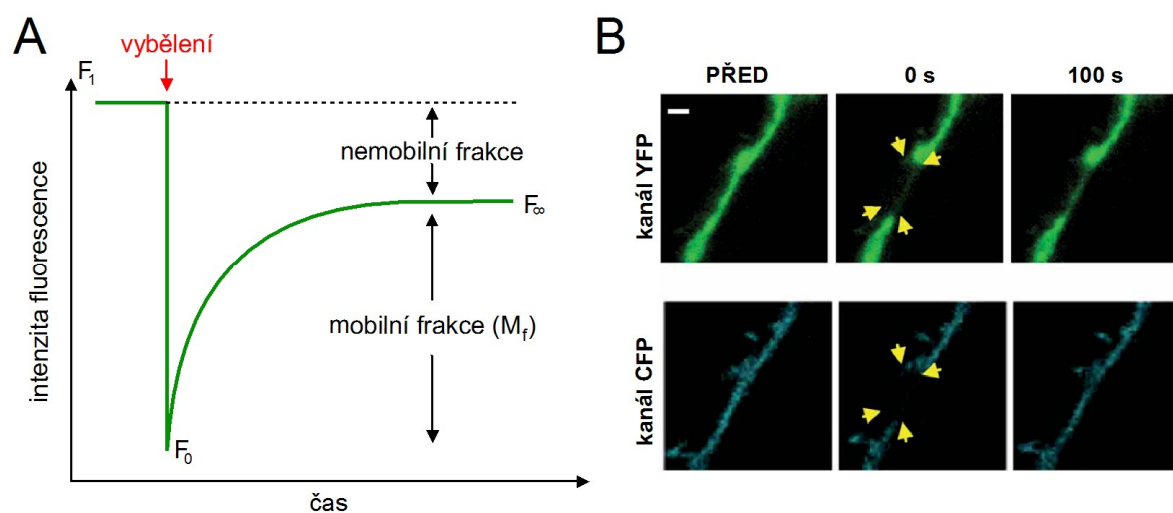 A
vybělení
F₁
nemobilní frakce
F∞
mobilní frakce (Mf)
F₀
intenzita fluorescence
čas
B
PŘED
0 s
100 s
kanál YFP
kanál CFP